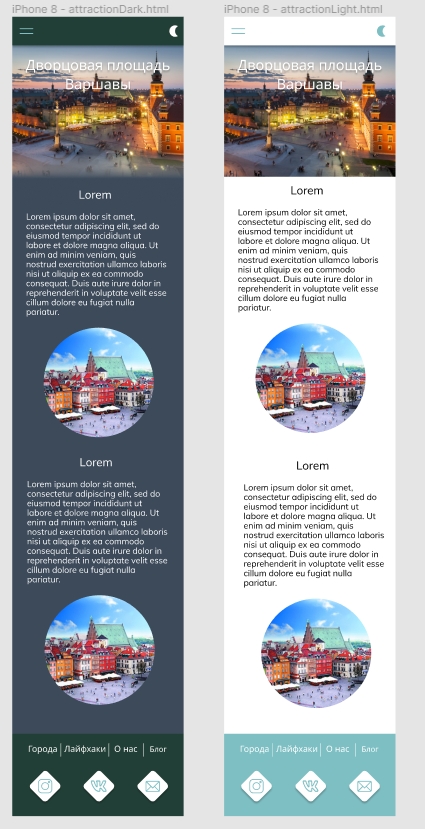 iPhone 8 - attractionDark.html
Дворцовая площадь
Варшавы
Lorem
Lorem ipsum dolor sit amet,
consectetur adipiscing elit, sed do
eiusmod tempor incididunt ut
labore et dolore magna aliqua. Ut
enim ad minim veniam, quis
nostrud exercitation ullamco laboris
nisi ut aliquip ex ea commodo
consequat. Duis aute irure dolor in
reprehenderit in voluptate velit esse
cillum dolore eu fugiat nulla
pariatur.
Lorem
Lorem ipsum dolor sit amet,
consectetur adipiscing elit, sed do
eiusmod tempor incididunt ut
labore et dolore magna aliqua. Ut
enim ad minim veniam, quis
nostrud exercitation ullamco laboris
nisi ut aliquip ex ea commodo
consequat. Duis aute irure dolor in
reprehenderit in voluptate velit esse
cillum dolore eu fugiat nulla
pariatur.
Города Лайфхаки О нас Блог
iPhone 8 - attractionLight.html
Дворцовая площадь
Варшавы
Lorem
Lorem ipsum dolor sit amet,
consectetur adipiscing elit, sed do
eiusmod tempor incididunt ut
labore et dolore magna aliqua. Ut
enim ad minim veniam, quis
nostrud exercitation ullamco laboris
nisi ut aliquip ex ea commodo
consequat. Duis aute irure dolor in
reprehenderit in voluptate velit esse
cillum dolore eu fugiat nulla
pariatur.
Lorem
Lorem ipsum dolor sit amet,
consectetur adipiscing elit, sed do
eiusmod tempor incididunt ut
labore et dolore magna aliqua. Ut
enim ad minim veniam, quis
nostrud exercitation ullamco laboris
nisi ut aliquip ex ea commodo
consequat. Duis aute irure dolor in
reprehenderit in voluptate velit esse
cillum dolore eu fugiat nulla
pariatur.
Города Лайфхаки О нас Блог